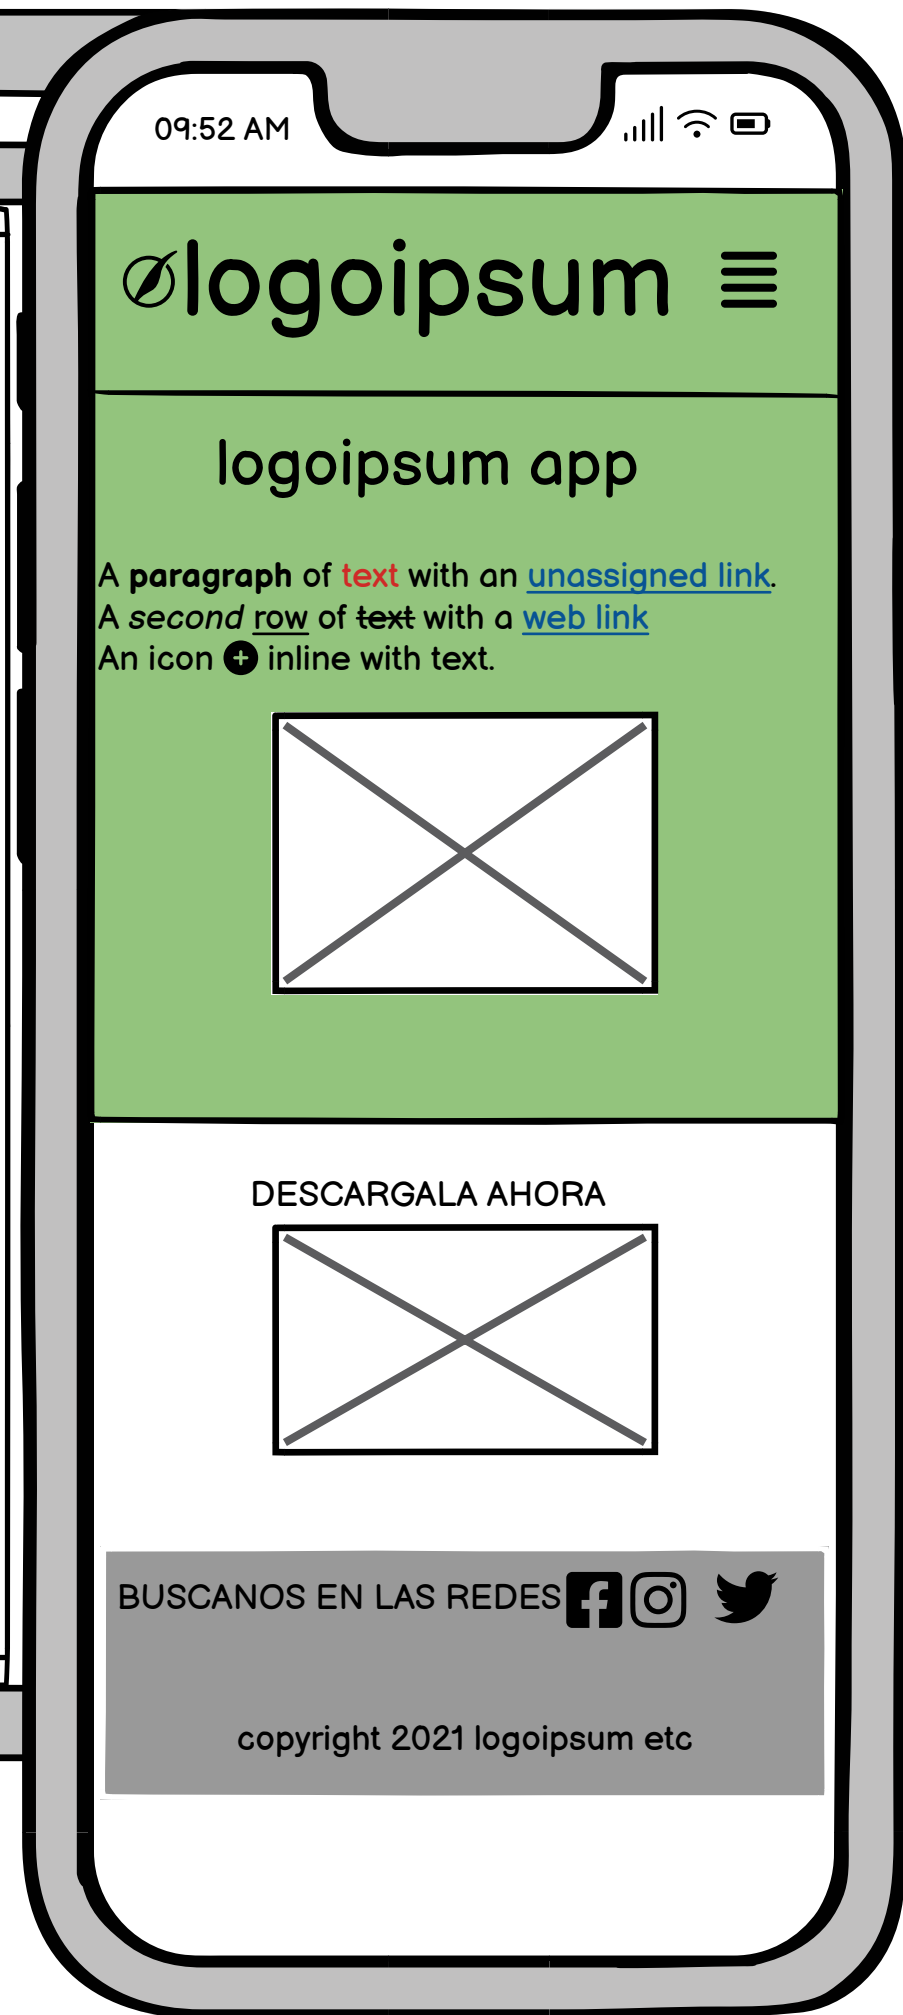 09:52 AM
logoipsum
logoipsum app
A paragraph of text with an unassigned link.
A second row of text with a web link
An icon inline with text.
DESCARGALA AHORA
BUSCANOS EN LAS REDES
copyright 2021 logoipsum etc